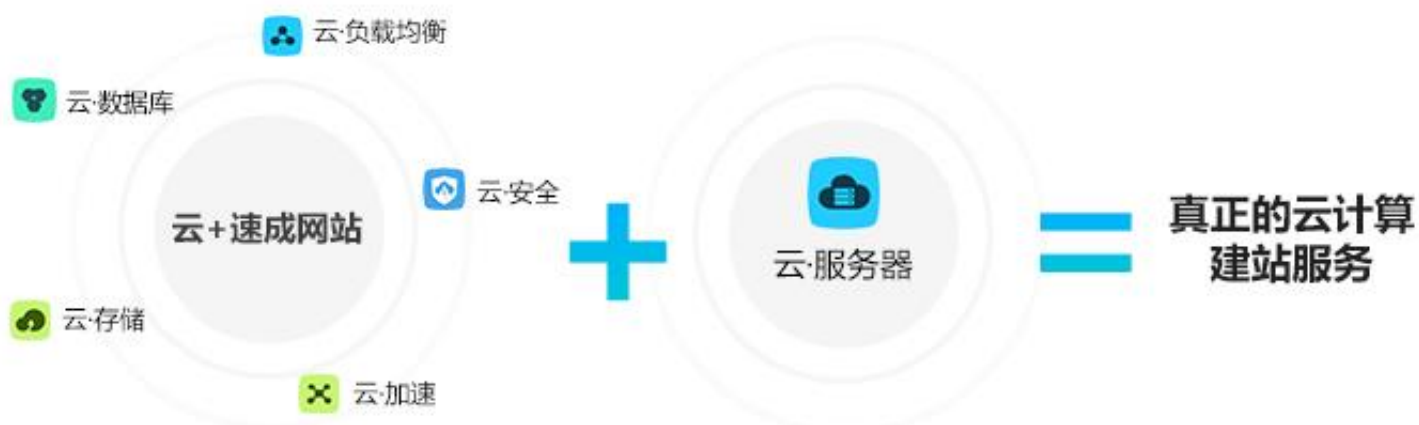 云·负载均衡
云·数据库
云·安全
云+速成网站
云·存储
云·加速
云·服务器
真正的云计算
建站服务